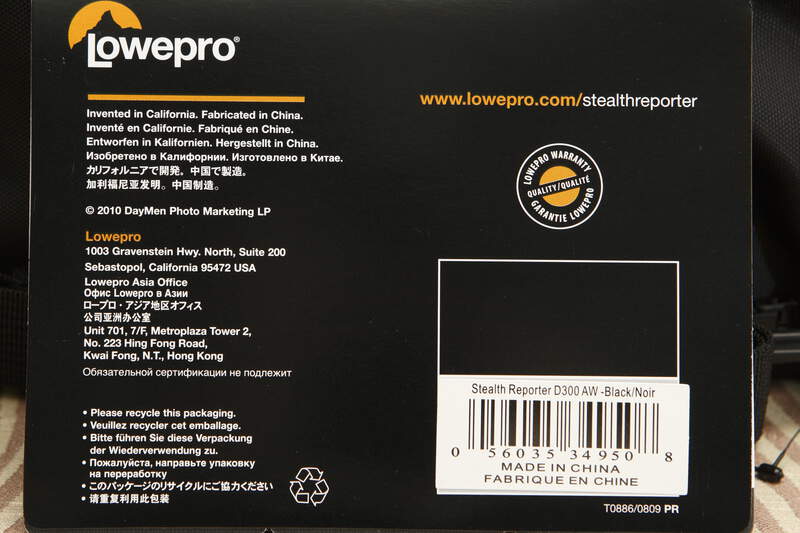 Lowepro®
Invented in California. Fabricated in China.
Inventé en Californie. Fabriqué en Chine.
Entworfen in Kalifornien. Hergestellt in China.
Изобретено в Калифорнии. Изготовлено в Китае.
カリフォルニアで開発。中国で製造。
加利福尼亚发明。中国制造。
© 2010 DayMen Photo Marketing LP
Lowepro
1003 Gravenstein Hwy. North, Suite 200
Sebastopol, California 95472 USA
Lowepro Asia Office
Офис Lowepro в Азии
ロープロ・アジア地区オフィス
公司亚洲办公室
Unit 701, 7/F, Metroplaza Tower 2,
No. 223 Hing Fong Road,
Kwai Fong, N.T., Hong Kong
Обязательной сертификации не подлежит
• Please recycle this packaging.
• Veuillez recycler cet emballage.
• Bitte führen Sie diese Verpackung
der Wiederverwendung zu.
• Пожалуйста, направьте упаковку
на переработку
• このパッケージのリサイクルにご協力ください
• 请重复利用此包装
www.lowepro.com/stealthreporter
LOWEPRO WARRANTY
QUALITY/QUALITÉ
GARANTIE LOWEPRO
Stealth Reporter D300 AW -Black/Noir
0 56035 34950 8
MADE IN CHINA
FABRIQUE EN CHINE
T0886/0809 PR